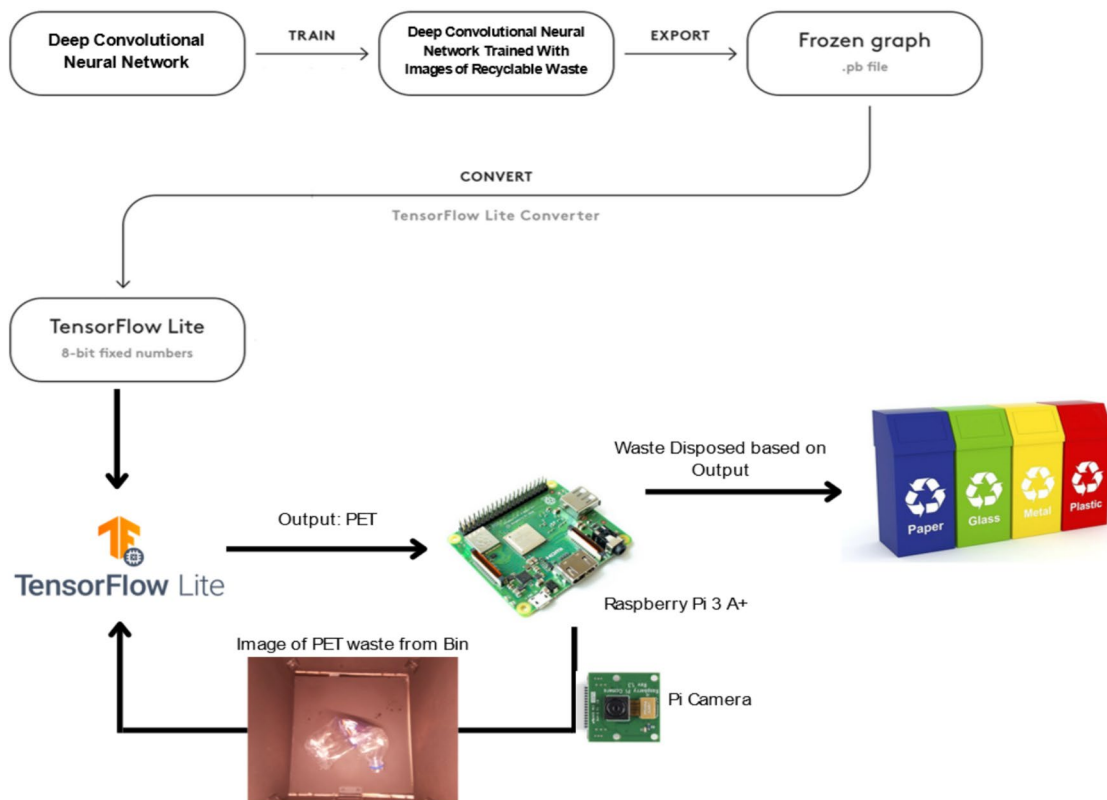 Deep Convolutional
Neural Network
TRAIN
Deep Convolutional Neural
Network Trained With
Images of Recyclable Waste
EXPORT
Frozen graph
.pb file
CONVERT
TensorFlow Lite Converter
TensorFlow Lite
8-bit fixed numbers
TensorFlow Lite
Output: PET
Waste Disposed based on
Output
Paper
Glass
Metal
Plastic
Raspberry Pi 3 A+
Image of PET waste from Bin
Pi Camera